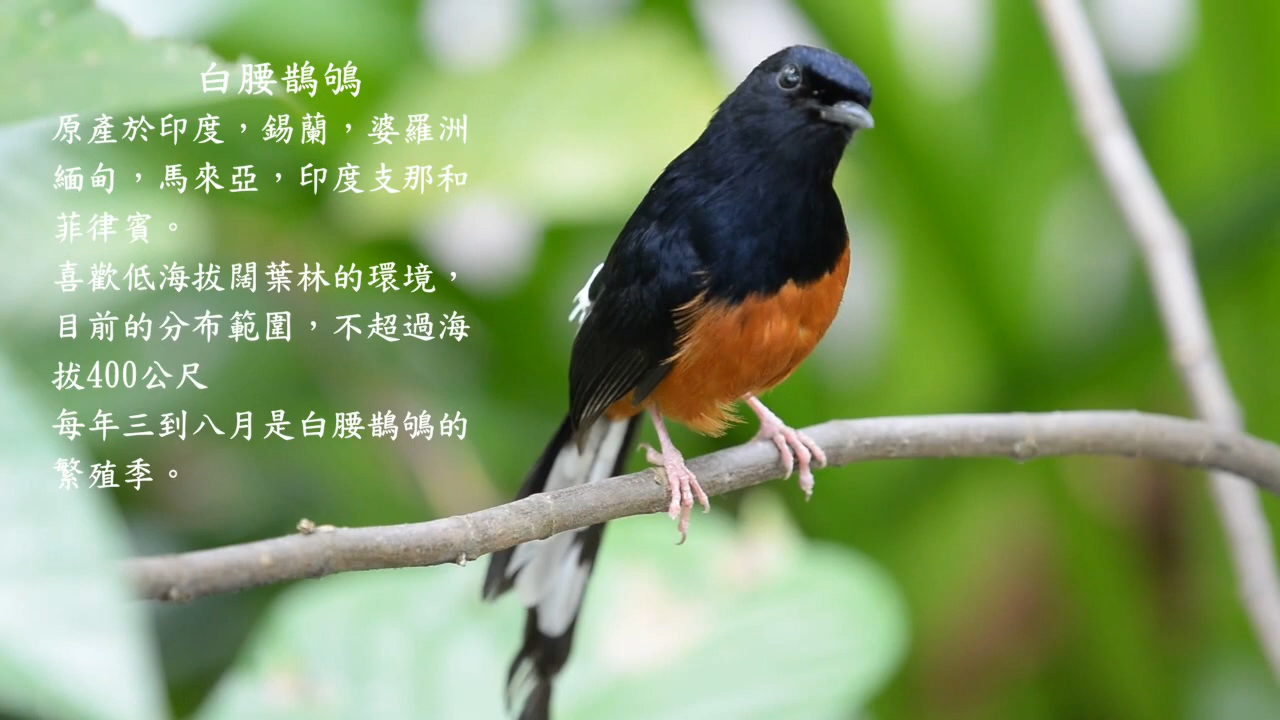 白腰鵲鴝
原產於印度，錫蘭，婆羅洲
緬甸，馬來亞，印度支那和
菲律賓。
喜歡低海拔闊葉林的環境，
目前的分布範圍，不超過海
拔400公尺
每年三到八月是白腰鵲鴝的
繁殖季。